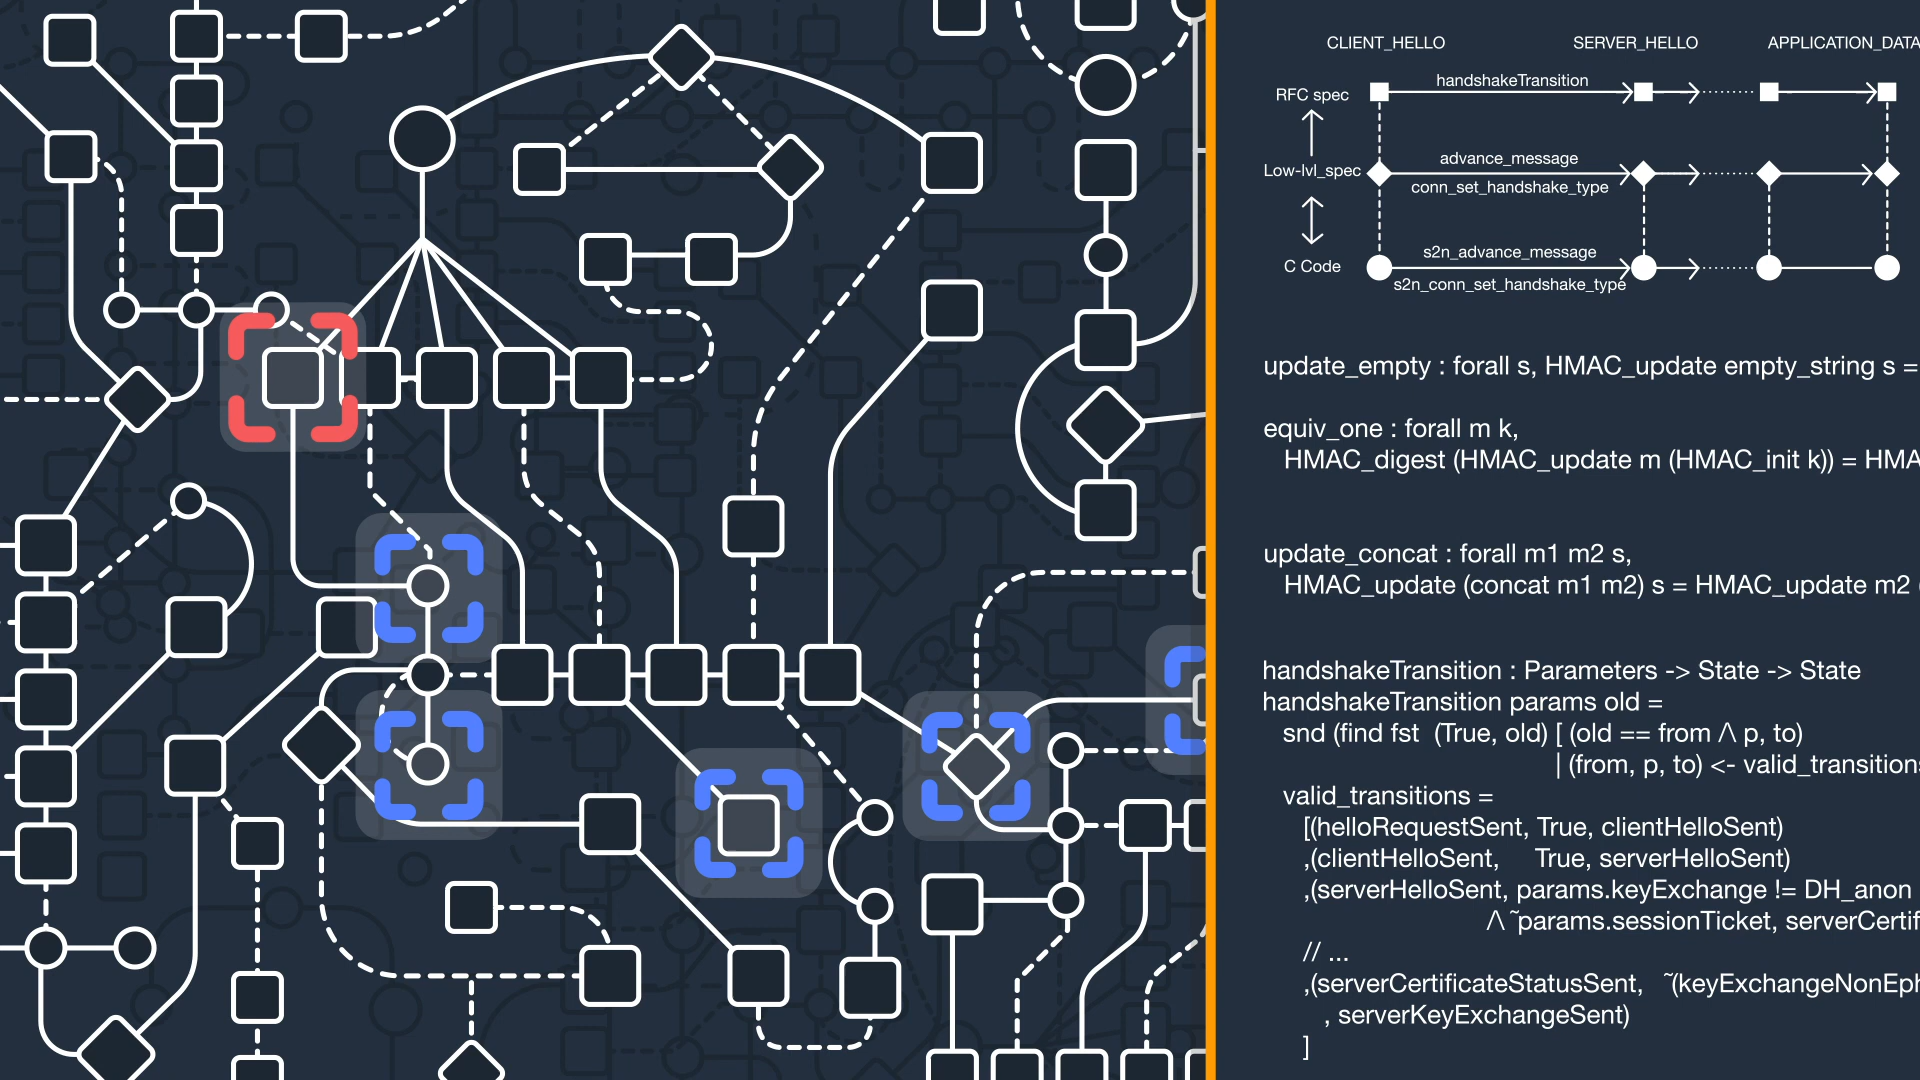 CLIENT_HELLO SERVER_HELLO APPLICATION_DATA
handshakeTransition
RFC spec
advance_message
Low-lvl_spec
conn_set_handshake_type
s2n_advance_message
C Code
s2n_conn_set_handshake_type
update_empty : forall s, HMAC_update empty_string s =
equiv_one : forall m k,
HMAC_digest (HMAC_update m (HMAC_init k)) = HMA
update_concat : forall m1 m2 s,
HMAC_update (concat m1 m2) s = HMAC_update m2 (
handshakeTransition : Parameters -> State -> State
handshakeTransition params old =
snd (find fst (True, old) [ (old == from /\ p, to)
| (from, p, to) <- valid_transitions
valid_transitions =
[(helloRequestSent, True, clientHelloSent)
,(clientHelloSent, True, serverHelloSent)
,(serverHelloSent, params.keyExchange != DH_anon
/\ ~params.sessionTicket, serverCertif
// ...
,(serverCertificateStatusSent, ~(keyExchangeNonEph
, serverKeyExchangeSent)
]